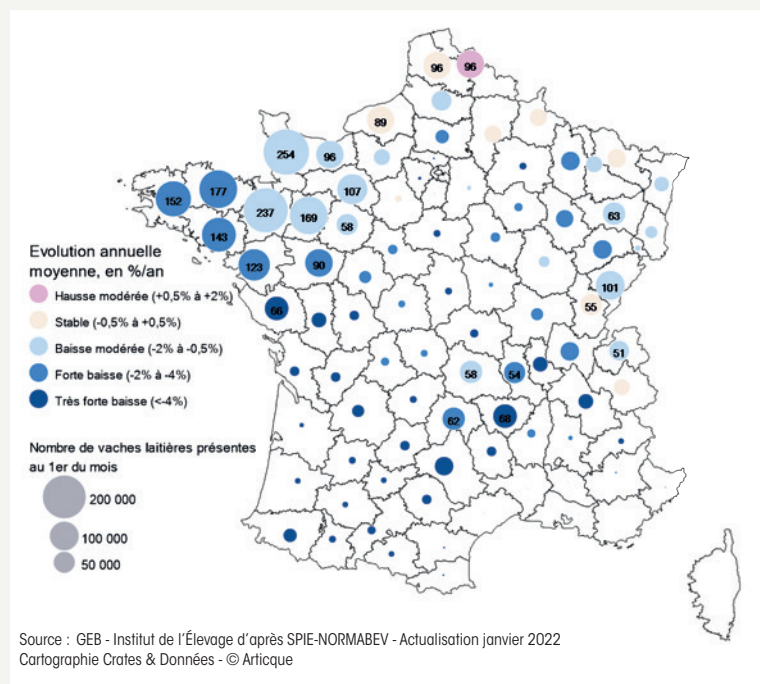 96 96
89
254 96
177 107
152
237 169
58 63
143
123 90
101
66 55
51
58 54
62 68
Evolution annuelle
moyenne, en %/an
Hausse modérée (+0,5% à +2%)
Stable (-0,5% à +0,5%)
Baisse modérée (-2% à -0,5%)
Forte baisse (-2% à -4%)
Très forte baisse (<-4%)
Nombre de vaches laitières présentes
au 1er du mois
200 000
100 000
50 000
Source : GEB - Institut de l'Élevage d'après SPIE-NORMABEV - Actualisation janvier 2022
Cartographie Crates & Données - © Articque